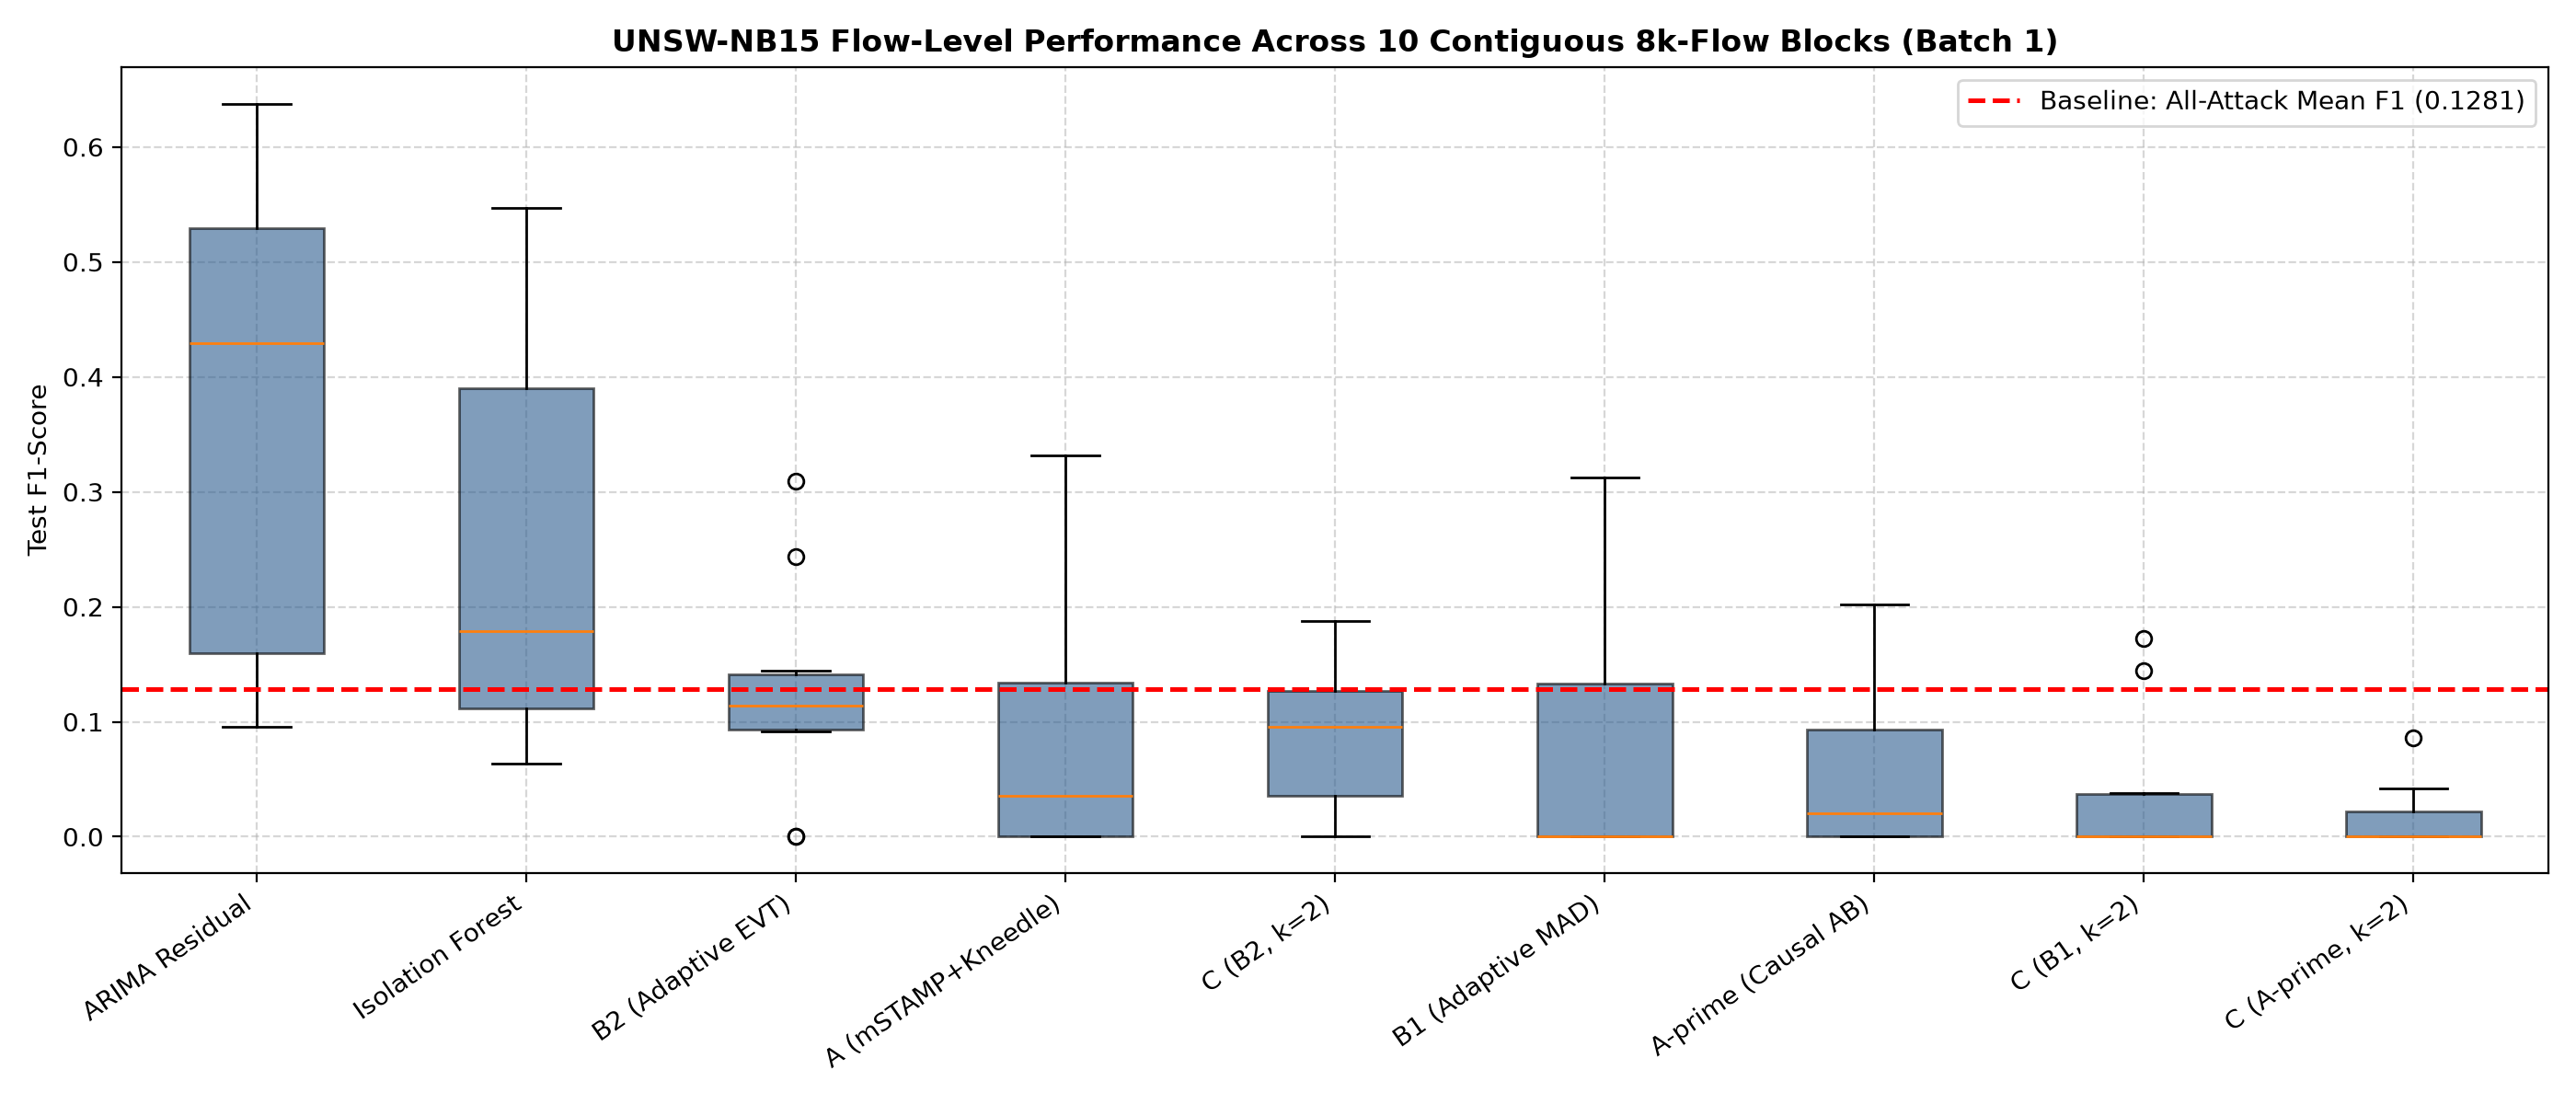 UNSW-NB15 Flow-Level Performance Across 10 Contiguous 8k-Flow Blocks (Batch 1)
Baseline: All-Attack Mean F1 (0.1281)
Test F1-Score
0.6
0.5
0.4
0.3
0.2
0.1
0.0
ARIMA Residual
Isolation Forest
B2 (Adaptive EVT)
A (mSTAMP+Kneedle)
C (B2, k=2)
B1 (Adaptive MAD)
A-prime (Causal AB)
C (B1, k=2)
C (A-prime, k=2)